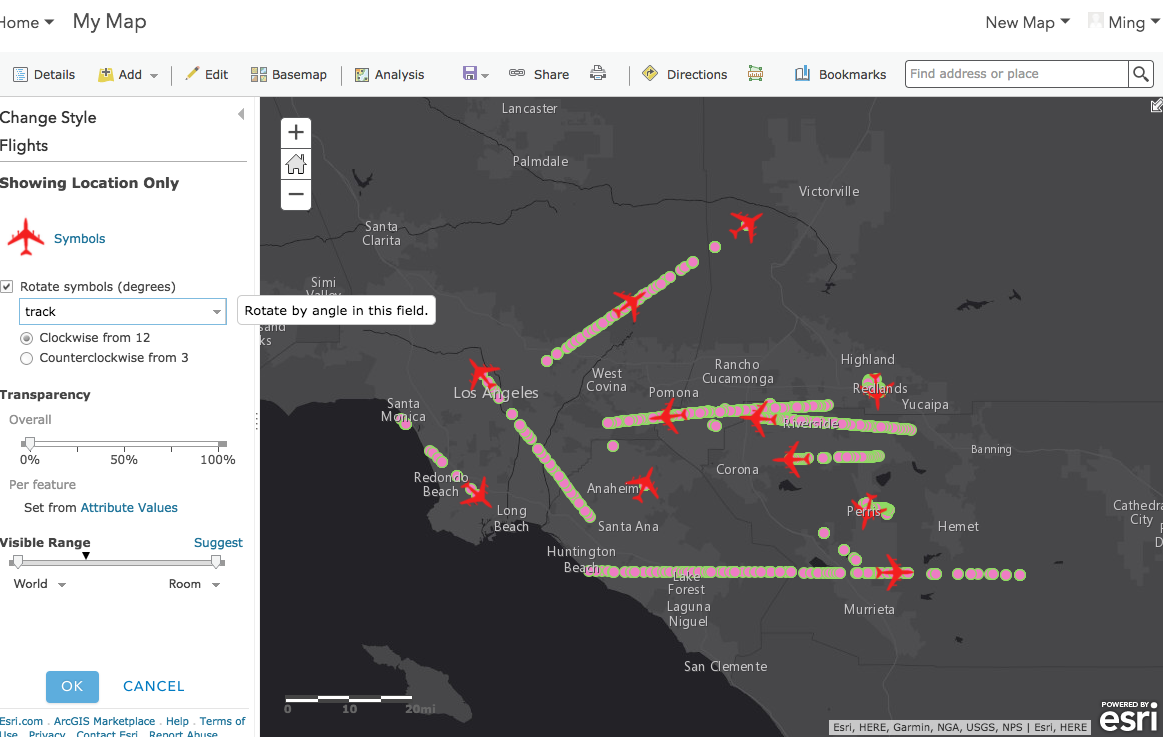 Home
My Map
New Map
Ming
Details
Add
Edit
Basemap
Analysis
Share
Directions
Bookmarks
Find address or place
Change Style
Flights
Showing Location Only
Symbols
Rotate symbols (degrees)
track
Rotate by angle in this field.
Clockwise from 12
Counterclockwise from 3
Transparency
Overall
0%
50%
100%
Per feature
Set from Attribute Values
Visible Range
Suggest
World
Room
OK
CANCEL
Esri.com . ArcGIS Marketplace . Help . Terms of
Use . Privacy . Contact Esri . Report Abuse
Lancaster
Palmdale
Victorville
Santa
Clarita
Simi
Valley
sand
ks
Los Angeles
West
Covina
Pomona
Rancho
Cucamonga
Highland
Redlands
Yucaipa
Santa
Monica
Riverside
Banning
Corona
Redondo
Beach
Anaheim
Long
Beach
Santa Ana
Perris
Hemet
Cathedra
City
Huntington
Beach
Lake
Forest
Laguna
Niguel
Murrieta
San Clemente
0
10
20mi
Esri, HERE, Garmin, NGA, USGS, NPS | Esri, HERE
POWERED BY
esri